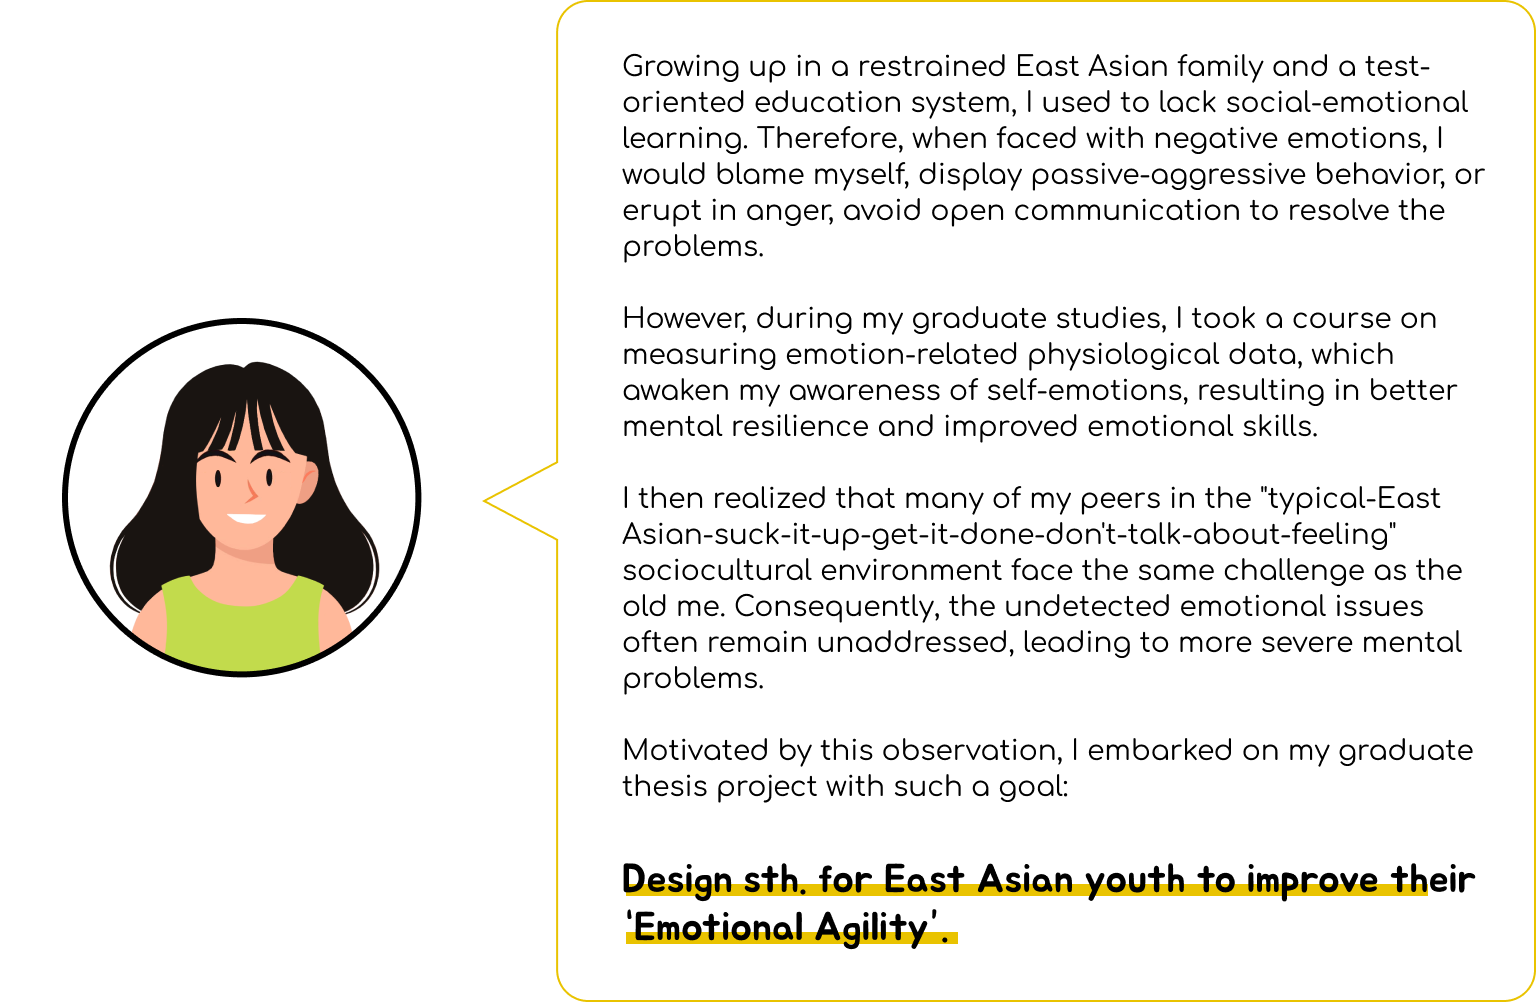 Growing up in a restrained East Asian family and a test-
oriented education system, I used to lack social-emotional
learning. Therefore, when faced with negative emotions, I
would blame myself, display passive-aggressive behavior, or
erupt in anger, avoid open communication to resolve the
problems.
However, during my graduate studies, I took a course on
measuring emotion-related physiological data, which
awaken my awareness of self-emotions, resulting in better
mental resilience and improved emotional skills.
I then realized that many of my peers in the "typical-East
Asian-suck-it-up-get-it-done-don't-talk-about-feeling"
sociocultural environment face the same challenge as the
old me. Consequently, the undetected emotional issues
often remain unaddressed, leading to more severe mental
problems.
Motivated by this observation, I embarked on my graduate
thesis project with such a goal:
Design sth. for East Asian youth to improve their
'Emotional Agility'.